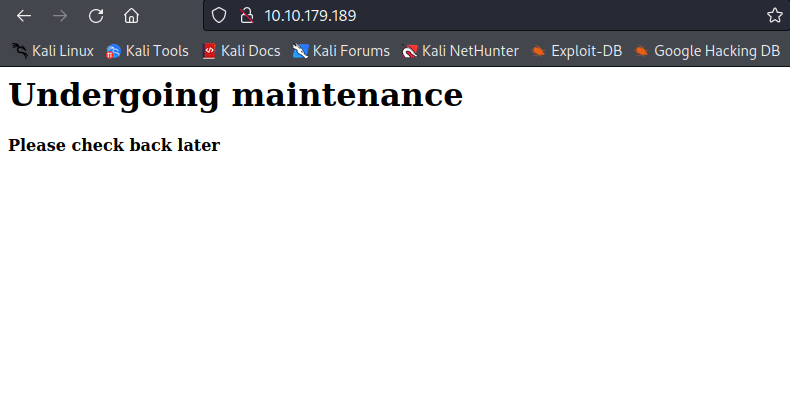 10.10.179.189
Kali Linux Kali Tools Kali Docs Kali Forums Kali NetHunter Exploit-DB Google Hacking DB
Undergoing maintenance
Please check back later